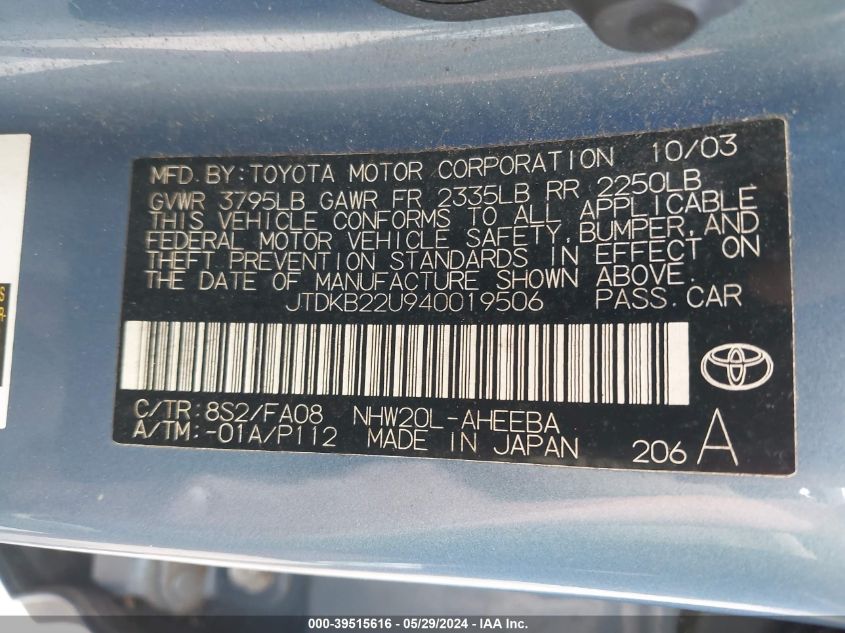 MFD. BY: TOYOTA MOTOR CORPORATION 10/03
GVWR 3795LB GAWR FR 2335LB RR 2250LB
THIS VEHICLE CONFORMS TO ALL APPLICABLE
FEDERAL MOTOR VEHICLE SAFETY, BUMPER, AND
THEFT PREVENTION STANDARDS IN EFFECT ON
THE DATE OF MANUFACTURE SHOWN ABOVE.
JTDKB22U940019506 PASS. CAR
C/TR: 8S2/FA08 NHW20L-AHEEBA
A/TM: -01A/P112 MADE IN JAPAN 206 A
000-39515616 - 05/29/2024 - IAA, Inc.